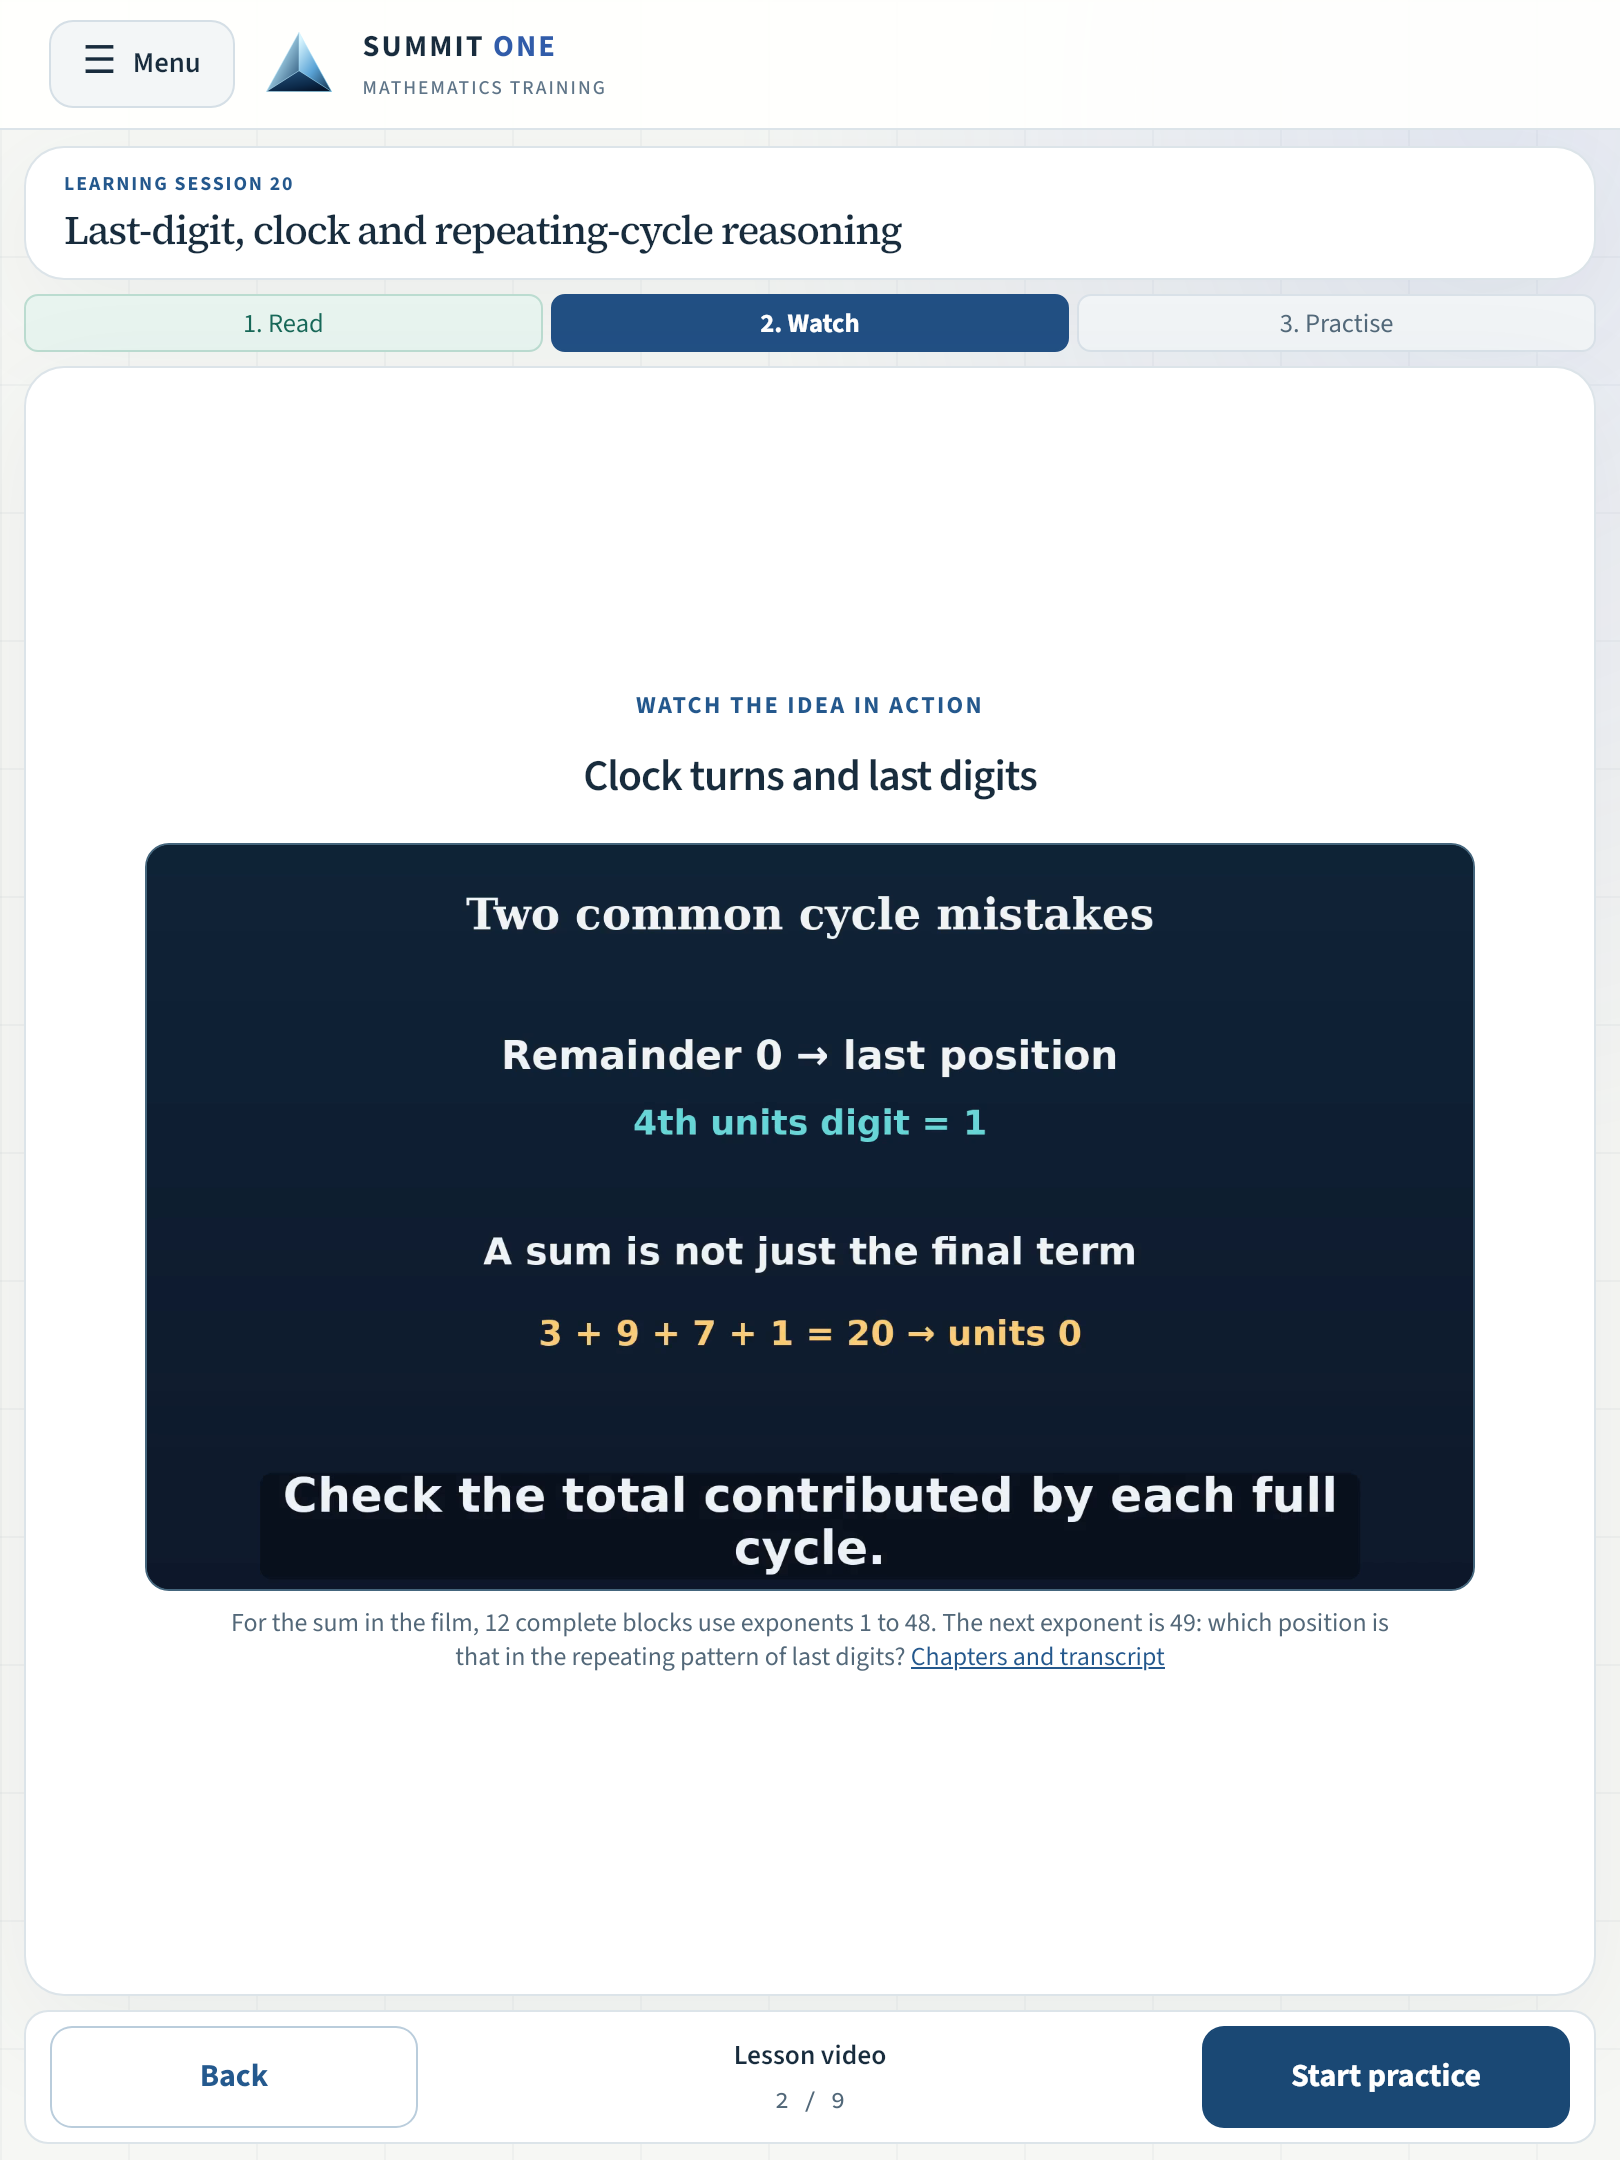 ☰ Menu
SUMMIT ONE
MATHEMATICS TRAINING
LEARNING SESSION 20
Last-digit, clock and repeating-cycle reasoning
1. Read
2. Watch
3. Practise
WATCH THE IDEA IN ACTION
Clock turns and last digits
Two common cycle mistakes
Remainder 0 → last position
4th units digit = 1
A sum is not just the final term
3 + 9 + 7 + 1 = 20 → units 0
Check the total contributed by each full
cycle.
For the sum in the film, 12 complete blocks use exponents 1 to 48. The next exponent is 49: which position is
that in the repeating pattern of last digits? Chapters and transcript
Back
Lesson video
2 / 9
Start practice